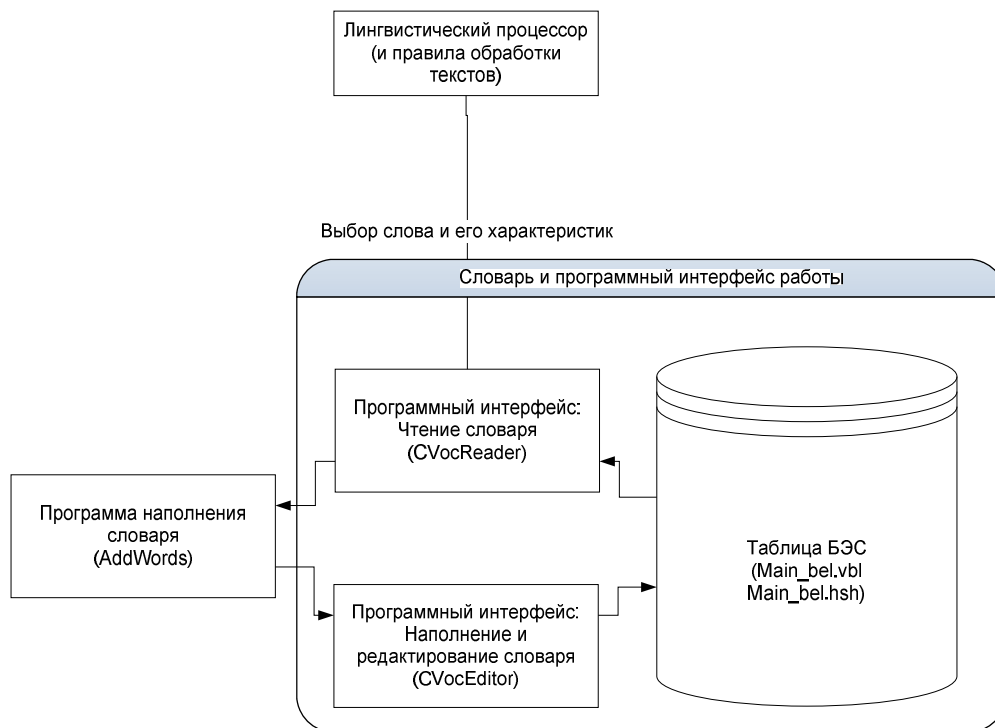 Лингвистический процессор
(и правила обработки
текстов)
Выбор слова и его характеристик
Словарь и программный интерфейс работы
Программный интерфейс:
Чтение словаря
(CVocReader)
Программа наполнения
словаря
(AddWords)
Таблица БЭС
(Main_bel.vbl
Main_bel.hsh)
Программный интерфейс:
Наполнение и
редактирование словаря
(CVocEditor)